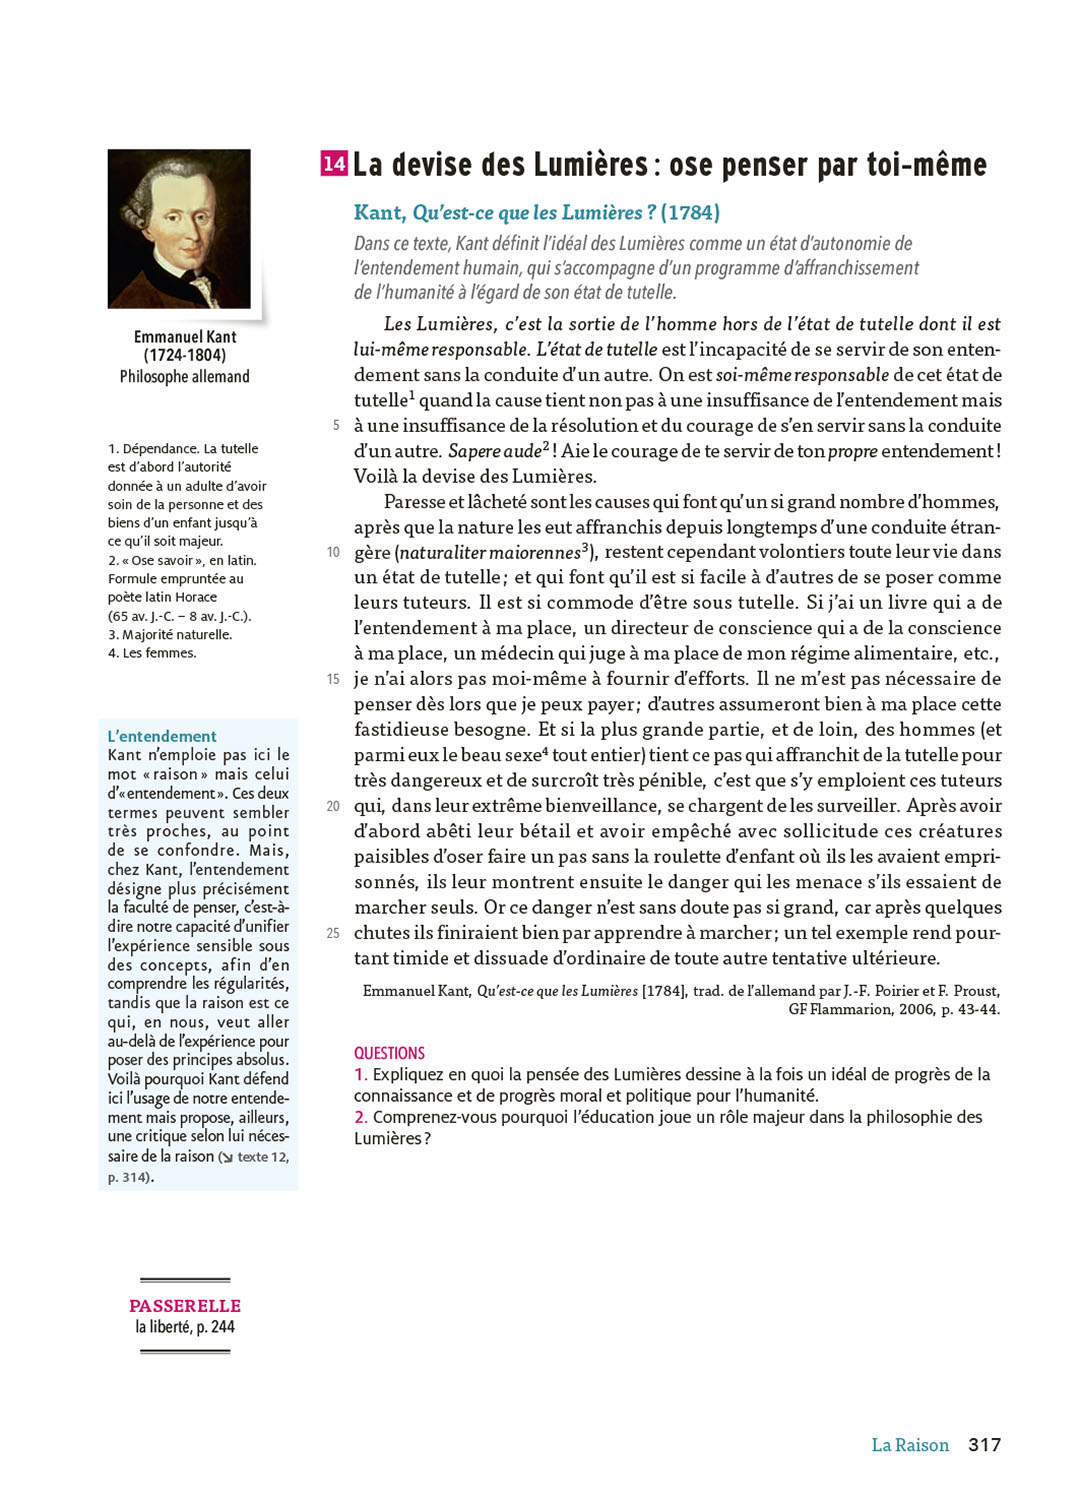 14 La devise des Lumières : ose penser par toi-même
Kant, Qu’est-ce que les Lumières ? (1784)
Dans ce texte, Kant définit l’idéal des Lumières comme un état d’autonomie de
l’entendement humain, qui s’accompagne d’un programme d’affranchissement
de l’humanité à l’égard de son état de tutelle.
Les Lumières, c’est la sortie de l’homme hors de l’état de tutelle dont il est
lui-même responsable. L’état de tutelle est l’incapacité de se servir de son enten-
dement sans la conduite d’un autre. On est soi-même responsable de cet état de
tutelle1 quand la cause tient non pas à une insuffisance de l’entendement mais
5 à une insuffisance de la résolution et du courage de s’en servir sans la conduite
d’un autre. Sapere aude2 ! Aie le courage de te servir de ton propre entendement !
Voilà la devise des Lumières.
Paresse et lâcheté sont les causes qui font qu’un si grand nombre d’hommes,
après que la nature les eut affranchis depuis longtemps d’une conduite étran-
10 gère (naturaliter maiorennes3), restent cependant volontiers toute leur vie dans
un état de tutelle ; et qui font qu’il est si facile à d’autres de se poser comme
leurs tuteurs. Il est si commode d’être sous tutelle. Si j’ai un livre qui a de
l’entendement à ma place, un directeur de conscience qui a de la conscience
à ma place, un médecin qui juge à ma place de mon régime alimentaire, etc.,
15 je n’ai alors pas moi-même à fournir d’efforts. Il ne m’est pas nécessaire de
penser dès lors que je peux payer ; d’autres assumeront bien à ma place cette
fastidieuse besogne. Et si la plus grande partie, et de loin, des hommes (et
parmi eux le beau sexe4 tout entier) tient ce pas qui affranchit de la tutelle pour
très dangereux et de surcroît très pénible, c’est que s’y emploient ces tuteurs
20 qui, dans leur extrême bienveillance, se chargent de les surveiller. Après avoir
d’abord abêti leur bétail et avoir empêché avec sollicitude ces créatures
paisibles d’oser faire un pas sans la roulette d’enfant où ils les avaient empri-
sonnés, ils leur montrent ensuite le danger qui les menace s’ils essaient de
marcher seuls. Or ce danger n’est sans doute pas si grand, car après quelques
25 chutes ils finiraient bien par apprendre à marcher ; un tel exemple rend pour-
tant timide et dissuade d’ordinaire de toute autre tentative ultérieure.
Emmanuel Kant, Qu’est-ce que les Lumières [1784], trad. de l’allemand par J.-F. Poirier et F. Proust,
GF Flammarion, 2006, p. 43-44.
QUESTIONS
1. Expliquez en quoi la pensée des Lumières dessine à la fois un idéal de progrès de la
connaissance et de progrès moral et politique pour l’humanité.
2. Comprenez-vous pourquoi l’éducation joue un rôle majeur dans la philosophie des
Lumières ?
Emmanuel Kant
(1724-1804)
Philosophe allemand
1. Dépendance. La tutelle
est d’abord l’autorité
donnée à un adulte d’avoir
soin de la personne et des
biens d’un enfant jusqu’à
ce qu’il soit majeur.
2. « Ose savoir », en latin.
Formule empruntée au
poète latin Horace
(65 av. J.-C. – 8 av. J.-C.).
3. Majorité naturelle.
4. Les femmes.
L’entendement
Kant n’emploie pas ici le
mot « raison » mais celui
d’« entendement ». Ces deux
termes peuvent sembler
très proches, au point
de se confondre. Mais,
chez Kant, l’entendement
désigne plus précisément
la faculté de penser, c’est-à-
dire notre capacité d’unifier
l’expérience sensible sous
des concepts, afin d’en
comprendre les régularités,
tandis que la raison est ce
qui, en nous, veut aller
au-delà de l’expérience pour
poser des principes absolus.
Voilà pourquoi Kant défend
ici l’usage de notre entende-
ment mais propose, ailleurs,
une critique selon lui néces-
saire de la raison (↘ texte 12,
p. 314).
PASSERELLE
la liberté, p. 244
La Raison 317